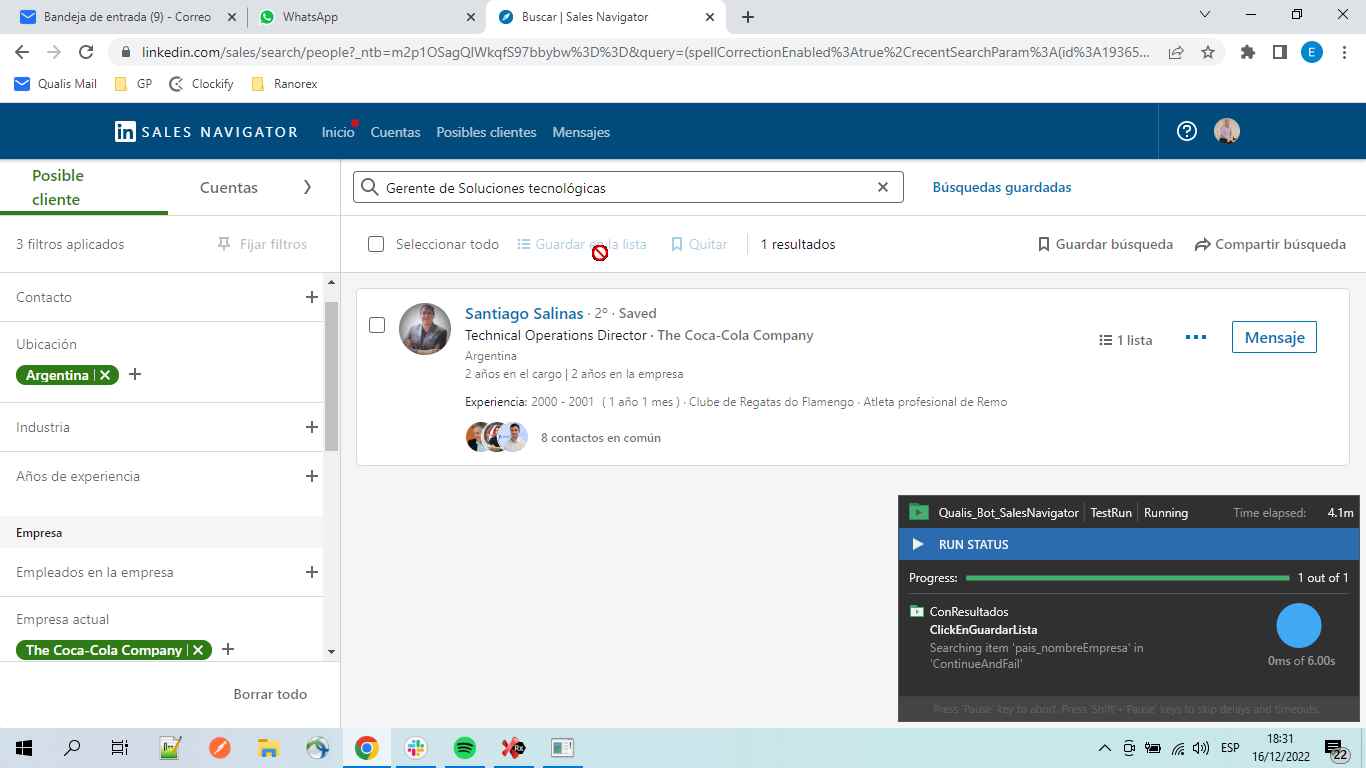 Bandeja de entrada (9) - Correo
WhatsApp
Buscar | Sales Navigator
linkedin.com/sales/search/people?_ntb=m2p1OSagQlWkqfS97bbybw%3D%3D&query=(spellCorrectionEnabled%3Atrue%2CrecentSearchParam%3A(id%3A19365...
E
Qualis Mail
GP
Clockify
Ranorex
in SALES NAVIGATOR
Inicio
Cuentas
Posibles clientes
Mensajes
Posible
cliente
Cuentas
Gerente de Soluciones tecnológicas
Búsquedas guardadas
3 filtros aplicados
Fijar filtros
Seleccionar todo
Guardar en la lista
Quitar
1 resultados
Guardar búsqueda
Compartir búsqueda
Contacto
Ubicación
Argentina
Industria
Años de experiencia
Empresa
Empleados en la empresa
Empresa actual
The Coca-Cola Company
Borrar todo
Santiago Salinas · 2º · Saved
Technical Operations Director · The Coca-Cola Company
Argentina
2 años en el cargo | 2 años en la empresa
Experiencia: 2000 - 2001 ( 1 año 1 mes ) · Clube de Regatas do Flamengo · Atleta profesional de Remo
8 contactos en común
1 lista
Mensaje
Qualis_Bot_SalesNavigator
TestRun
Running
Time elapsed: 4.1m
RUN STATUS
Progress:
1 out of 1
ConResultados
ClickEnGuardarLista
Searching item 'pais_nombreEmpresa' in
'ContinueAndFail'
0ms of 6.00s
Press 'Pause' key to abort. Press 'Shift'+'Pause' keys to skip delays and timeouts.
Rx
ESP
18:31
16/12/2022
22